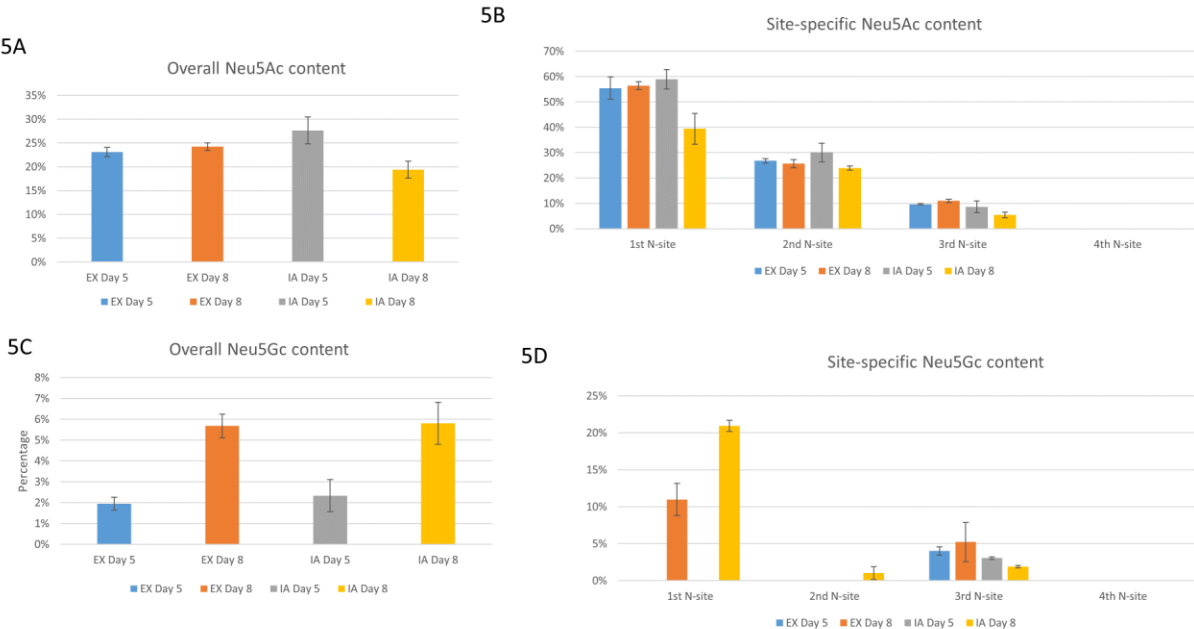 5A
Overall Neu5Ac content
35%
30%
25%
20%
15%
10%
5%
0%
EX Day 5 EX Day 8 IA Day 5 IA Day 8
EX Day 5 EX Day 8 IA Day 5 IA Day 8
5B
Site-specific Neu5Ac content
70%
60%
50%
40%
30%
20%
10%
0%
1st N-site 2nd N-site 3rd N-site 4th N-site
EX Day 5 EX Day 8 IA Day 5 IA Day 8
5C
Overall Neu5Gc content
Percentage
8%
7%
6%
5%
4%
3%
2%
1%
0%
EX Day 5 EX Day 8 IA Day 5 IA Day 8
EX Day 5 EX Day 8 IA Day 5 IA Day 8
5D
Site-specific Neu5Gc content
25%
20%
15%
10%
5%
0%
1st N-site 2nd N-site 3rd N-site 4th N-site
EX Day 5 EX Day 8 IA Day 5 IA Day 8